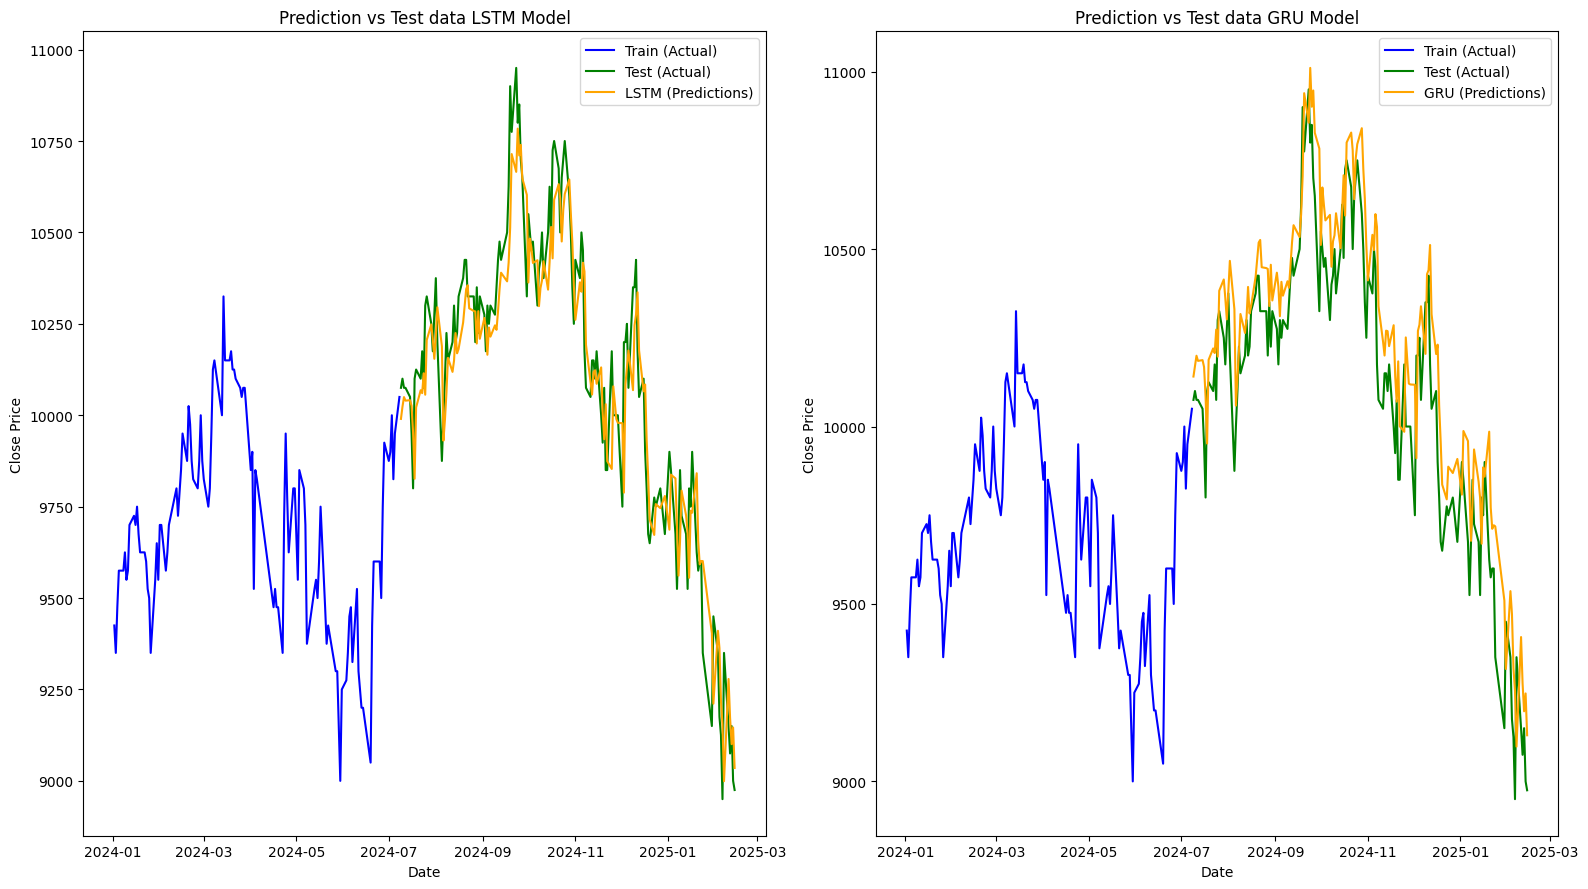 Prediction vs Test data LSTM Model
Train (Actual)
Test (Actual)
LSTM (Predictions)
11000
10750
10500
10250
10000
9750
9500
9250
9000
Close Price
2024-01 2024-03 2024-05 2024-07 2024-09 2024-11 2025-01 2025-03
Date
Prediction vs Test data GRU Model
Train (Actual)
Test (Actual)
GRU (Predictions)
11000
10500
10000
9500
9000
Close Price
2024-01 2024-03 2024-05 2024-07 2024-09 2024-11 2025-01 2025-03
Date